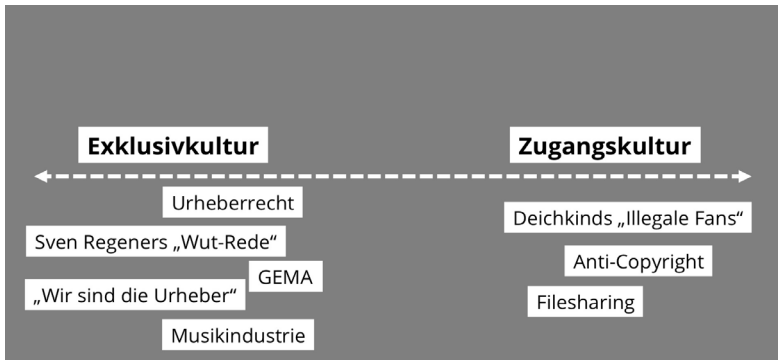 Exklusivkultur
Zugangskultur
Urheberrecht
Sven Regeners „Wut-Rede“
GEMA
„Wir sind die Urheber“
Musikindustrie
Deichkinds „Illegale Fans“
Anti-Copyright
Filesharing